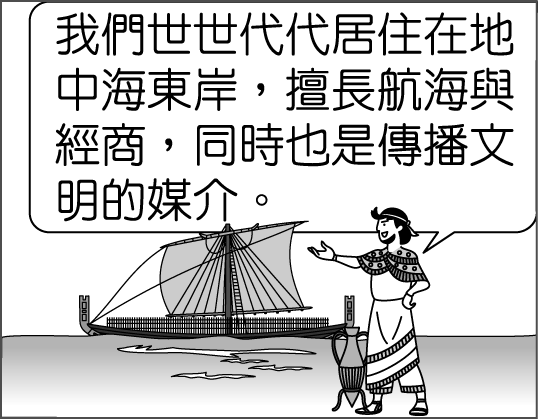 我們世世代代居住在地
中海東岸，擅長航海與
經商，同時也是傳播文
明的媒介。